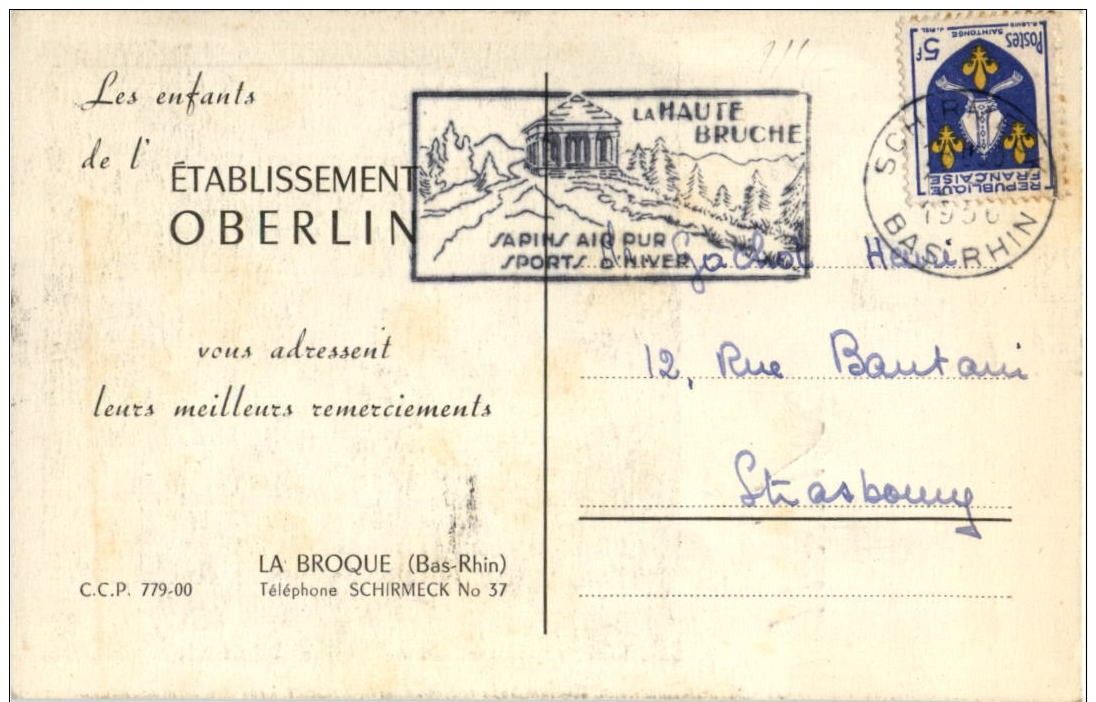 Les enfants
de l'
ÉTABLISSEMENT
OBERLIN
vous adressent
leurs meilleurs remerciements
LA BROQUE (Bas-Rhin)
C.C.P. 779-00 Téléphone SCHIRMECK No 37
LA HAUTE
BRUCHE
SAPINS AIR PUR
SPORTS D'HIVER
Postes 5F
SAINTONGE
REPUBLIQUE
FRANÇAISE
BAS-RHIN
Henri
12, Rue
Strasbourg